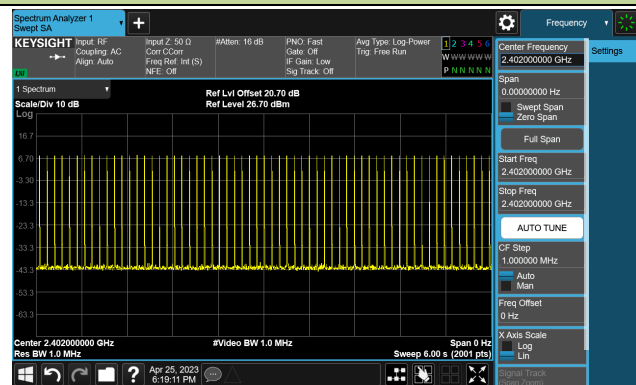 Spectrum Analyzer 1
Swept SA
Frequency
KEYSIGHT
Input: RF
Coupling: AC
Align: Auto
Input Z: 50 Ω
Corr CCorr
Freq Ref: Int (S)
NFE: Off
#Atten: 16 dB
PNO: Fast
Gate: Off
IF Gain: Low
Sig Track: Off
Avg Type: Log-Power
Trig: Free Run
1 2 3 4 5 6
W W W W W W
P N N N N N
LXI
1 Spectrum
Scale/Div 10 dB
Ref Lvl Offset 20.70 dB
Ref Level 26.70 dBm
Log
16.7
6.70
-3.30
-13.3
-23.3
-33.3
-43.3
-53.3
-63.3
Center 2.402000000 GHz
Res BW 1.0 MHz
#Video BW 1.0 MHz
Span 0 Hz
Sweep 6.00 s (2001 pts)
Center Frequency
2.402000000 GHz
Settings
Span
0.00000000 Hz
Swept Span
Zero Span
Full Span
Start Freq
2.402000000 GHz
Stop Freq
2.402000000 GHz
AUTO TUNE
CF Step
1.000000 MHz
Auto
Man
Freq Offset
0 Hz
X Axis Scale
Log
Lin
Signal Track
(Span Zoom)
?
Apr 25, 2023
6:19:11 PM